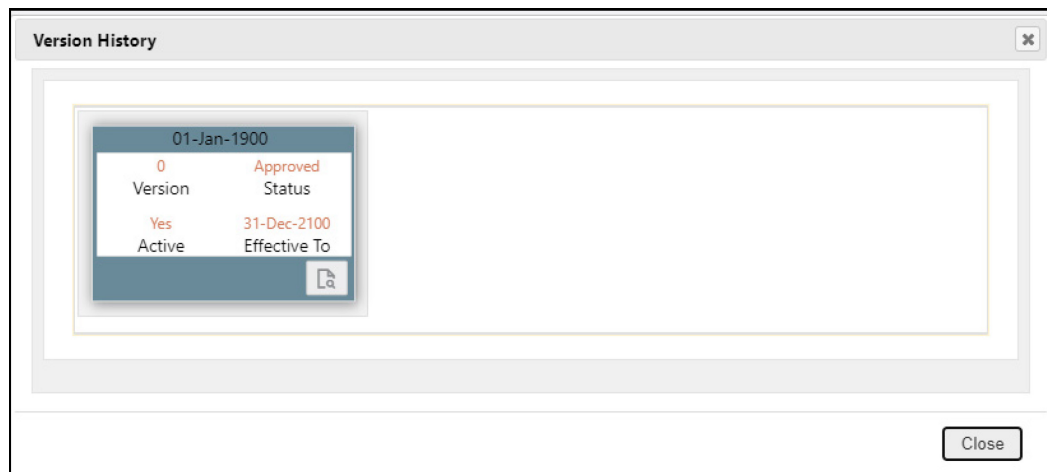 Version History
01-Jan-1900
0 Approved
Version Status
Yes 31-Dec-2100
Active Effective To
Close